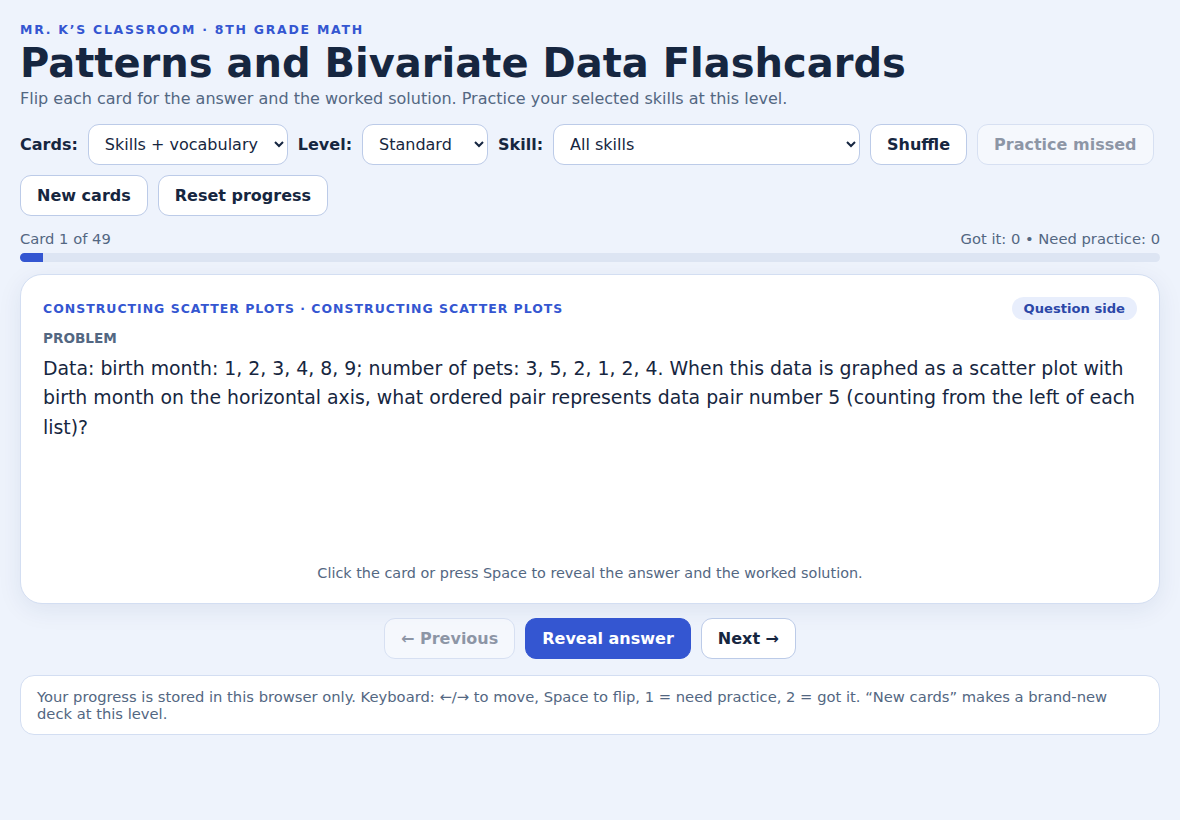 MR. K’S CLASSROOM · 8TH GRADE MATH
Patterns and Bivariate Data Flashcards
Flip each card for the answer and the worked solution. Practice your selected skills at this level.
Cards: Skills + vocabulary Level: Standard Skill: All skills Shuffle Practice missed
New cards Reset progress
Card 1 of 49 Got it: 0 • Need practice: 0
CONSTRUCTING SCATTER PLOTS · CONSTRUCTING SCATTER PLOTS Question side
PROBLEM
Data: birth month: 1, 2, 3, 4, 8, 9; number of pets: 3, 5, 2, 1, 2, 4. When this data is graphed as a scatter plot with
birth month on the horizontal axis, what ordered pair represents data pair number 5 (counting from the left of each
list)?
Click the card or press Space to reveal the answer and the worked solution.
← Previous Reveal answer Next →
Your progress is stored in this browser only. Keyboard: ←/→ to move, Space to flip, 1 = need practice, 2 = got it. “New cards” makes a brand-new
deck at this level.